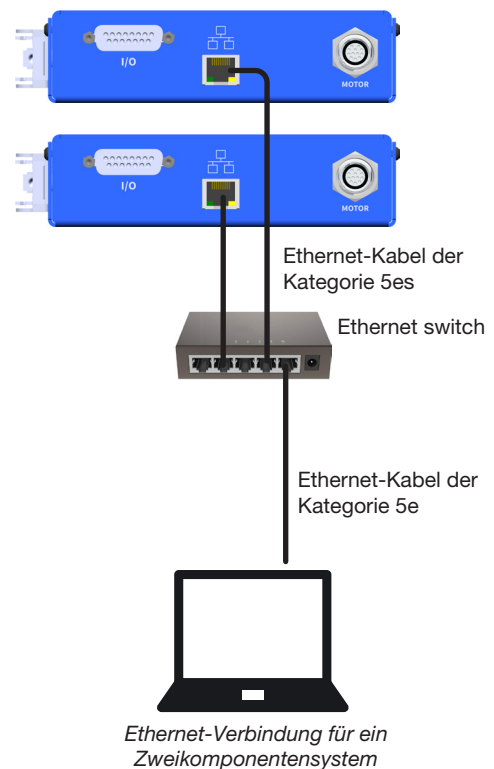 I/O
MOTOR
I/O
MOTOR
Ethernet-Kabel der
Kategorie 5es
Ethernet switch
Ethernet-Kabel der
Kategorie 5e
Ethernet-Verbindung für ein
Zweikomponentensystem